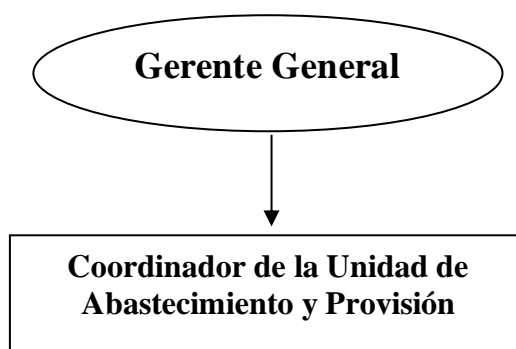 Gerente General
Coordinador de la Unidad de
Abastecimiento y Provisión